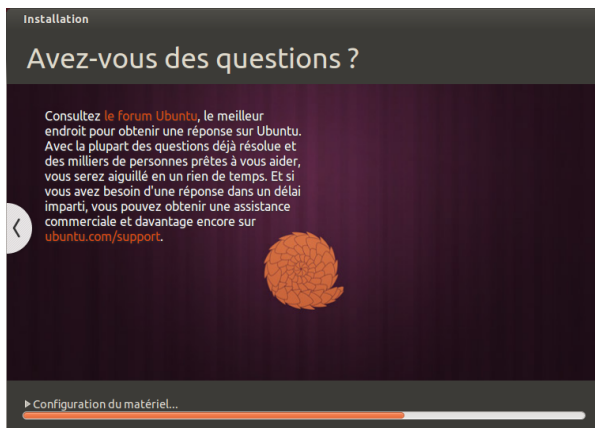 Installation
Avez-vous des questions ?
Consultez le forum Ubuntu, le meilleur
endroit pour obtenir une réponse sur Ubuntu.
Avec la plupart des questions déjà résolue et
des milliers de personnes prêtes à vous aider,
vous serez aiguillé en un rien de temps. Et si
vous avez besoin d'une réponse dans un délai
imparti, vous pouvez obtenir une assistance
commerciale et davantage encore sur
ubuntu.com/support.
Configuration du matériel...